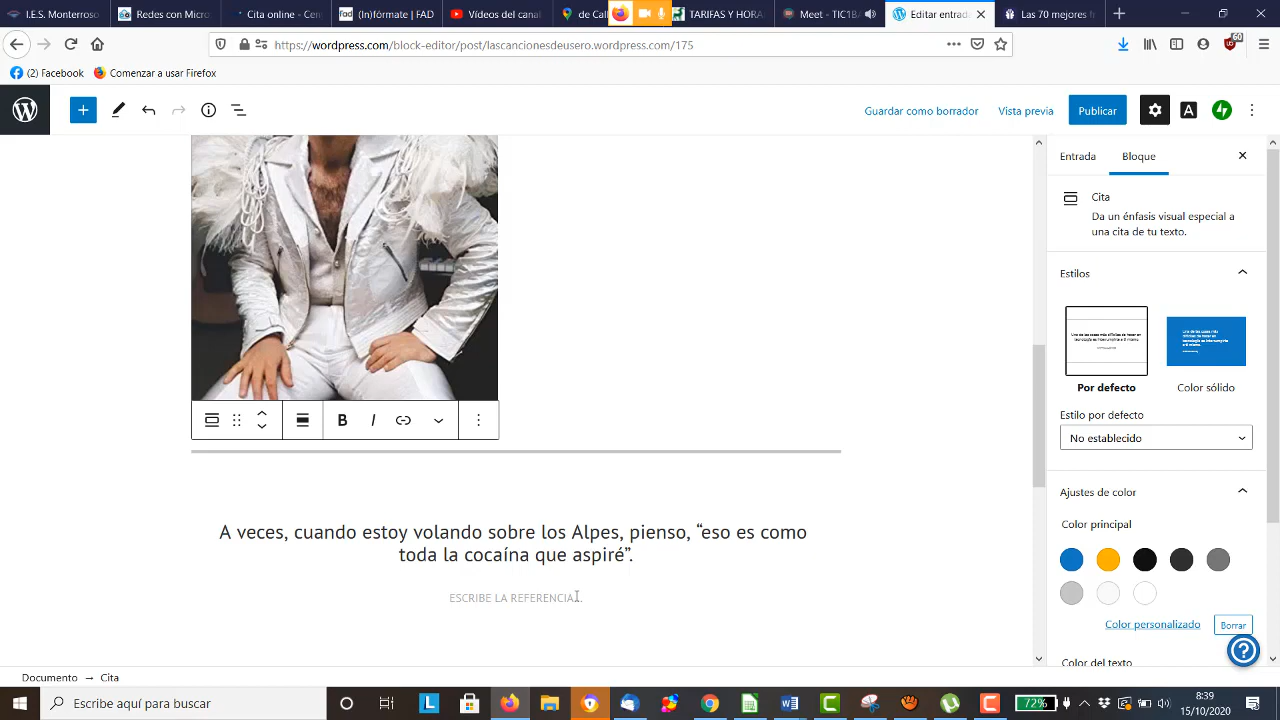 I.E.S. Monterroso
Redes con Micro
Cita online - Cen
(In)fórmate | FAD
Vídeos del canal
de Call
TARIFAS Y HORA
Meet - TIC1BA
Editar entrada
Las 70 mejores fr
https://wordpress.com/block-editor/post/lascancionesdeusero.wordpress.com/175
60
(2) Facebook
Comenzar a usar Firefox
Guardar como borrador
Vista previa
Publicar
A
Entrada
Bloque
Cita
Da un énfasis visual especial a
una cita de tu texto.
Estilos
Por defecto
Color sólido
Estilo por defecto
No establecido
Ajustes de color
Color principal
Color personalizado
Borrar
Color del texto
B I
A veces, cuando estoy volando sobre los Alpes, pienso, “eso es como
toda la cocaína que aspiré”.
ESCRIBE LA REFERENCIA...
Documento → Cita
Escribe aquí para buscar
72%
8:39
15/10/2020